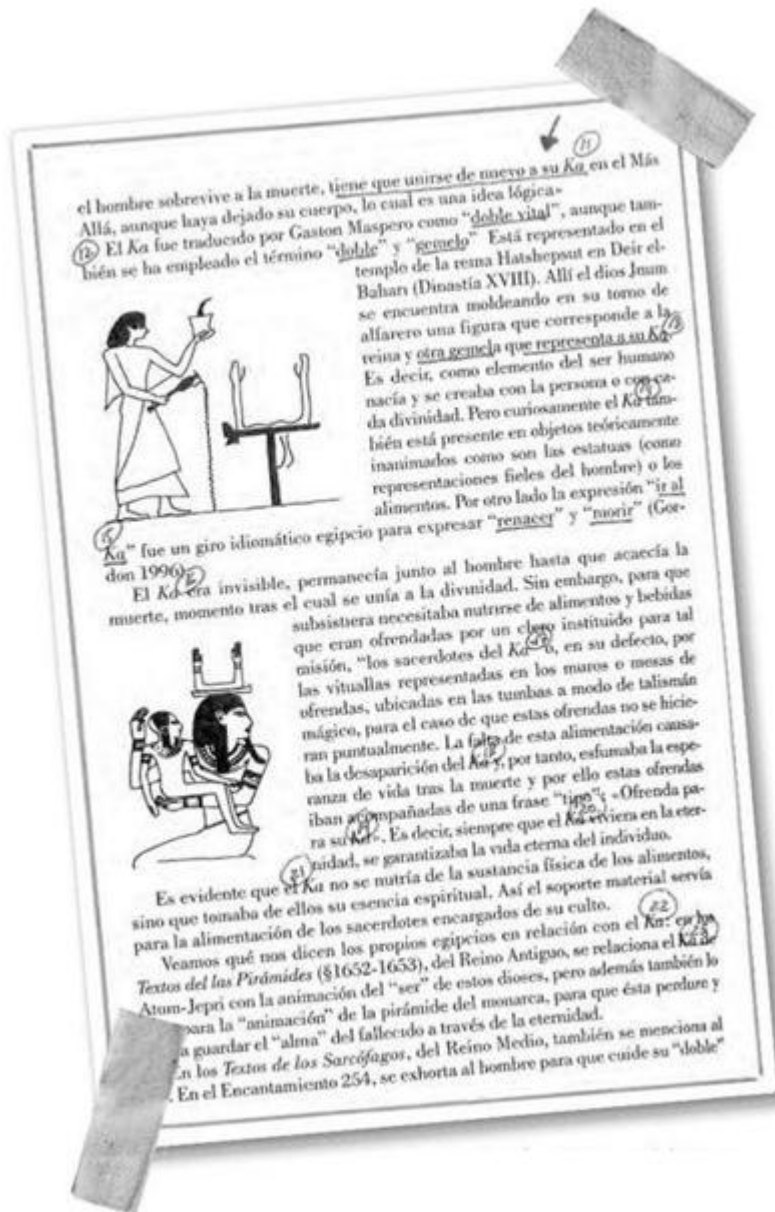 11
el hombre sobrevive a la muerte, tiene que unirse de nuevo a su Ka en el Más
Allá, aunque haya dejado su cuerpo, lo cual es una idea lógica»
12 El Ka fue traducido por Gaston Maspero como "doble vital", aunque tam-
bién se ha empleado el término "doble" y "gemelo" Está representado en el
templo de la reina Hatshepsut en Deir el-
Bahari (Dinastía XVIII). Allí el dios Jnum
se encuentra moldeando en su torno de
alfarero una figura que corresponde a la
reina y otra gemela que representa a su Ka 13
Es decir, como elemento del ser humano
nacía y se creaba con la persona o con ca-
da divinidad. Pero curiosamente el Ka tam-
bién está presente en objetos teóricamente
inanimados como son las estatuas (como
representaciones fieles del hombre) o los
alimentos. Por otro lado la expresión "ir al
15
Ka" fue un giro idiomático egipcio para expresar "renacer" y "morir" (Gor-
don 1996).
El Ka era invisible, permanecía junto al hombre hasta que acaecía la
muerte, momento tras el cual se unía a la divinidad. Sin embargo, para que
subsistiera necesitaba nutrirse de alimentos y bebidas
que eran ofrendadas por un clero instituido para tal
misión, "los sacerdotes del Ka" o, en su defecto, por
las vituallas representadas en los muros o mesas de
ofrendas, ubicadas en las tumbas a modo de talismán
mágico, para el caso de que estas ofrendas no se hicie-
ran puntualmente. La falta de esta alimentación causa-
ba la desaparición del Ka y, por tanto, esfumaba la espe-
ranza de vida tras la muerte y por ello estas ofrendas
iban acompañadas de una frase "tipo": «Ofrenda pa-
ra su Ka». Es decir, siempre que el Ka viviera en la eter-
nidad, se garantizaba la vida eterna del individuo.
21
Es evidente que el Ka no se nutría de la sustancia física de los alimentos,
sino que tomaba de ellos su esencia espiritual. Así el soporte material servía
para la alimentación de los sacerdotes encargados de su culto.
22
Veamos qué nos dicen los propios egipcios en relación con el Ka: en los
Textos del las Pirámides (§1652-1653), del Reino Antiguo, se relaciona el Ka de
Atum-Jepri con la animación del "ser" de estos dioses, pero además también lo
para la "animación" de la pirámide del monarca, para que ésta perdure y
a guardar el "alma" del fallecido a través de la eternidad.
En los Textos de los Sarcófagos, del Reino Medio, también se menciona al
. En el Encantamiento 254, se exhorta al hombre para que cuide su "doble"